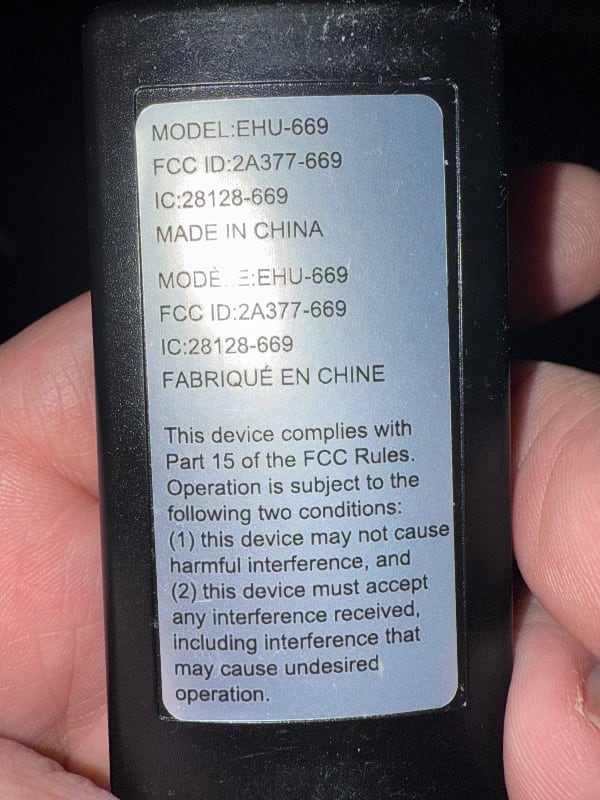 MODEL:EHU-669
FCC ID:2A377-669
IC:28128-669
MADE IN CHINA
:EHU-669
FCC ID:2A377-669
IC:28128-669
FABRIQUÉ EN CHINE
This device complies with
Part 15 of the FCC Rules.
Operation is subject to the
following two conditions:
(1) this device may not cause
harmful interference, and
(2) this device must accept
any interference received,
including interference that
may cause undesired
operation.